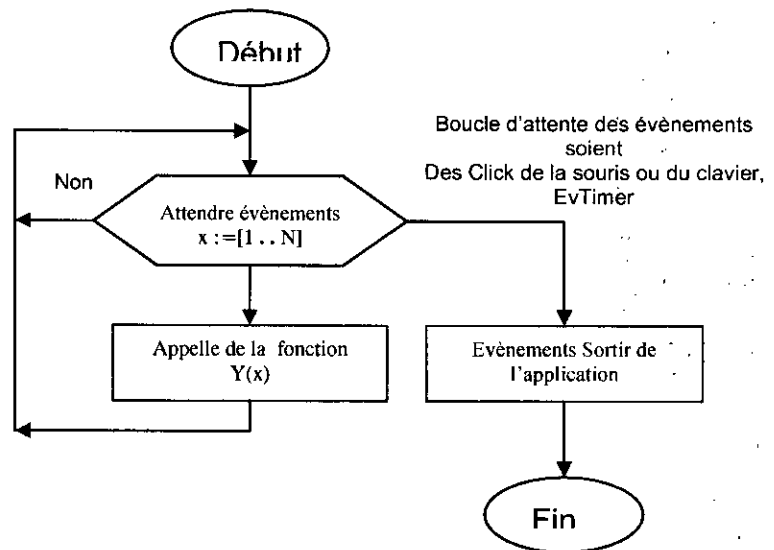 Début
Boucle d'attente des évènements
soient
Des Click de la souris ou du clavier,
EvTimer
Non
Attendre évènements
x :=[1 . . N]
Appelle de la fonction
Y(x)
Evènements Sortir de
l'application
Fin